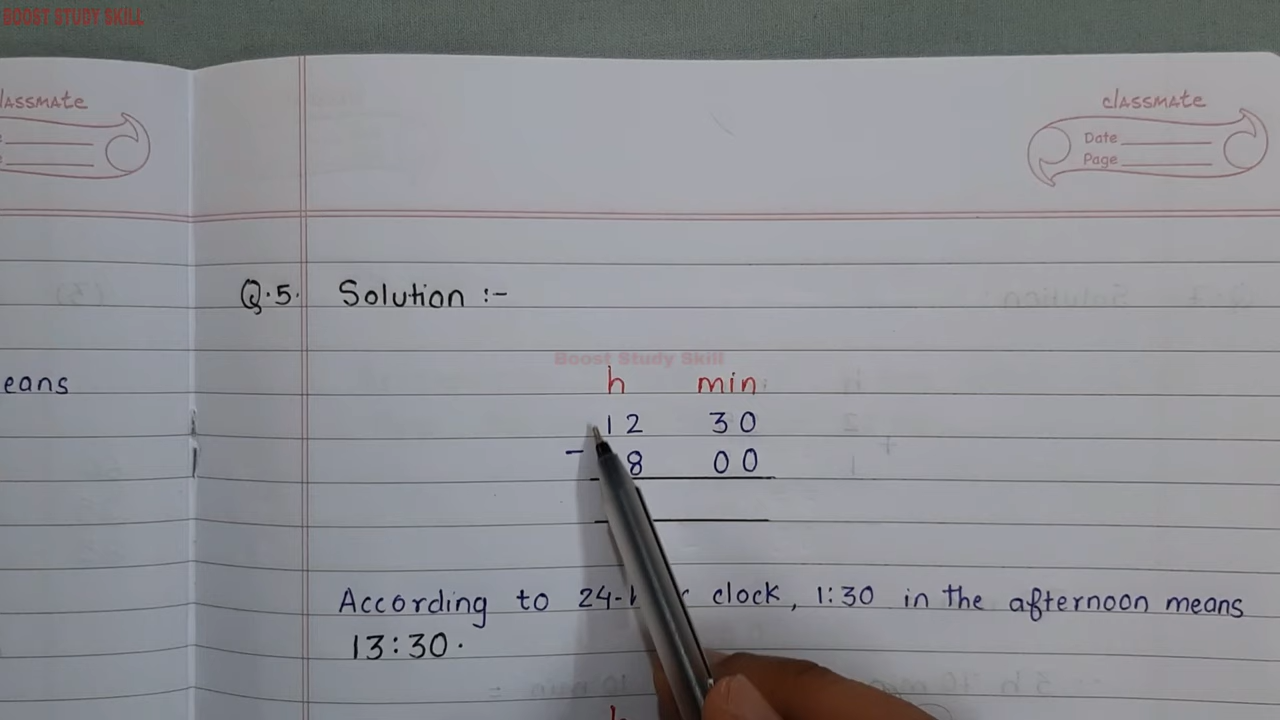 BOOST STUDY SKILL
classmate
Date
Page
Q.5. Solution :-
Boost Study Skill
eans
h min
12 30
- 8 00
According to 24- clock, 1:30 in the afternoon means
13:30.